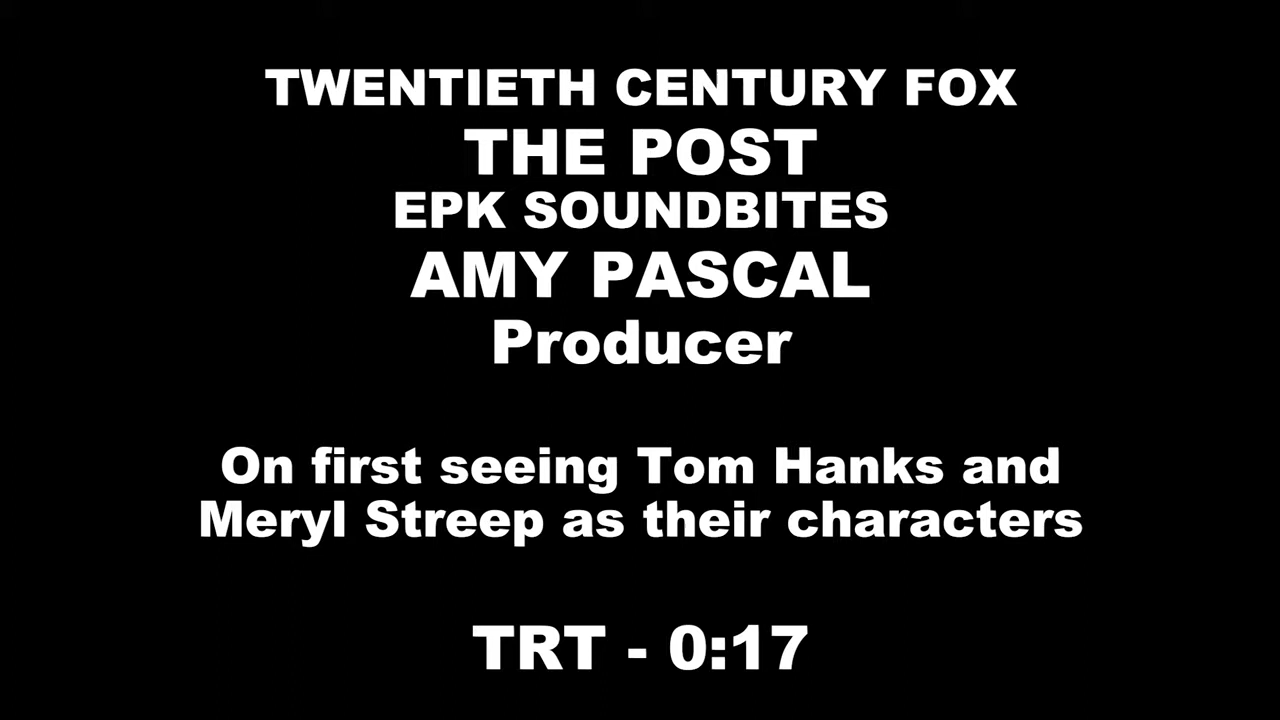 TWENTIETH CENTURY FOX
THE POST
EPK SOUNDBITES
AMY PASCAL
Producer
On first seeing Tom Hanks and
Meryl Streep as their characters
TRT - 0:17